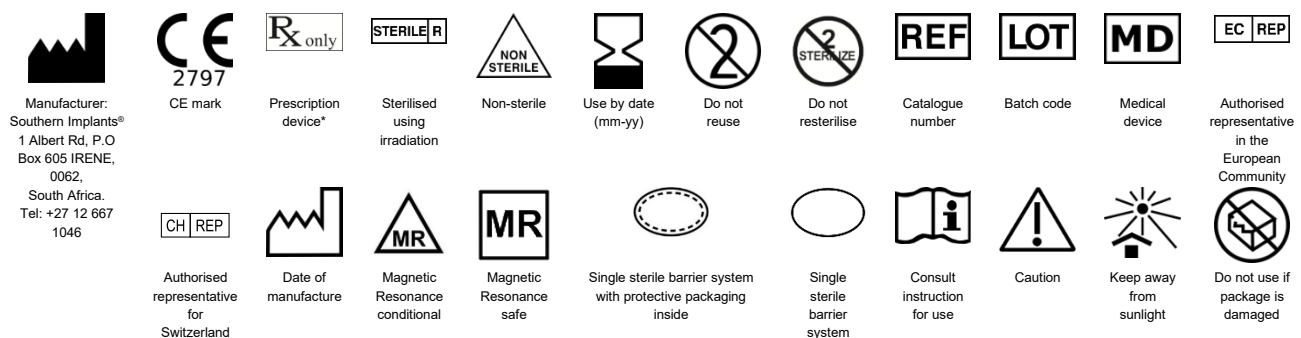 CE
2797
Rx only
STERILE R
NON
STERILE
2
2
STERILIZE
REF
LOT
MD
EC REP
Manufacturer:
Southern Implants®
1 Albert Rd, P.O
Box 605 IRENE,
0062,
South Africa.
Tel: +27 12 667
1046
CE mark
Prescription
device*
Sterilised
using
irradiation
Non-sterile
Use by date
(mm-yy)
Do not
reuse
Do not
resterilise
Catalogue
number
Batch code
Medical
device
Authorised
representative
in the
European
Community
CH REP
MR
MR
i
Authorised
representative
for
Switzerland
Date of
manufacture
Magnetic
Resonance
conditional
Magnetic
Resonance
safe
Single sterile barrier system
with protective packaging
inside
Single
sterile
barrier
system
Consult
instruction
for use
Caution
Keep away
from
sunlight
Do not use if
package is
damaged